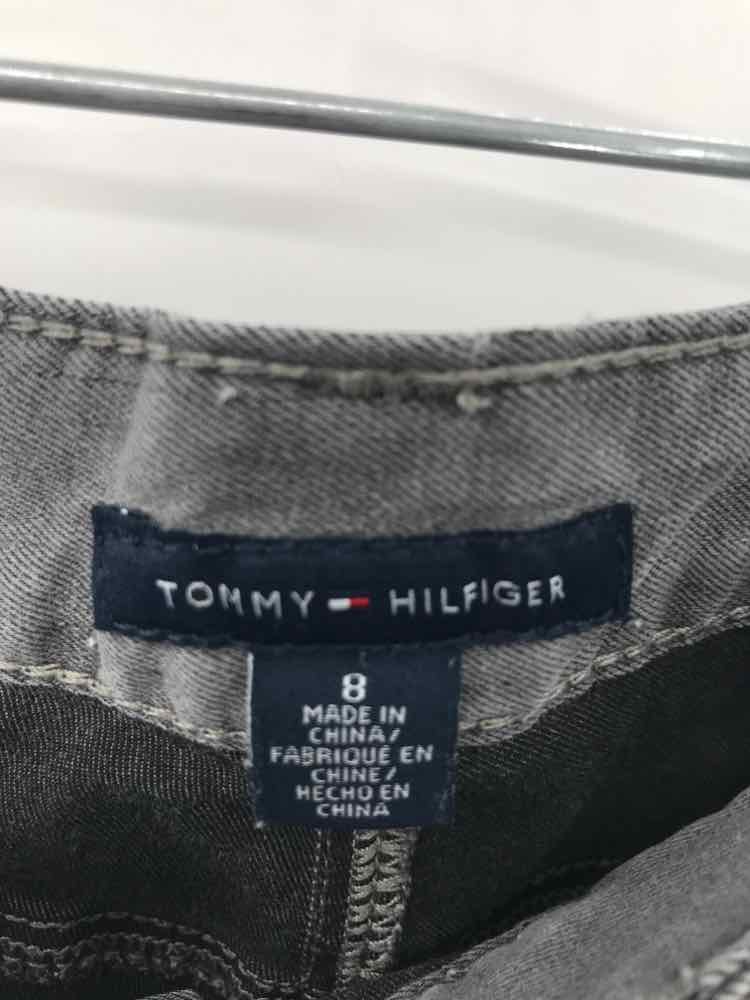 TOMMY HILFIGER
8
MADE IN
CHINA/
FABRIQUÉ EN
CHINE/
HECHO EN
CHINA